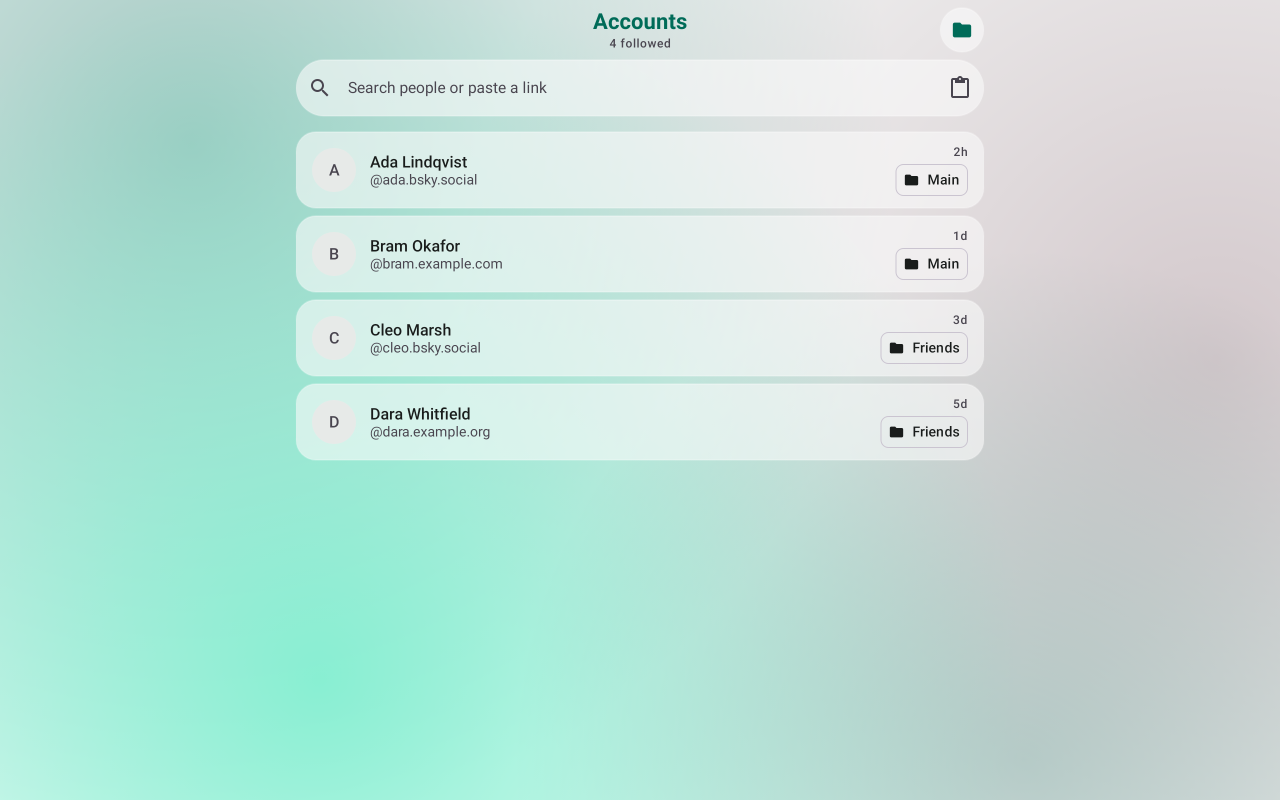 Accounts
4 followed
Search people or paste a link
A
Ada Lindqvist
@ada.bsky.social
2h
Main
B
Bram Okafor
@bram.example.com
1d
Main
C
Cleo Marsh
@cleo.bsky.social
3d
Friends
D
Dara Whitfield
@dara.example.org
5d
Friends